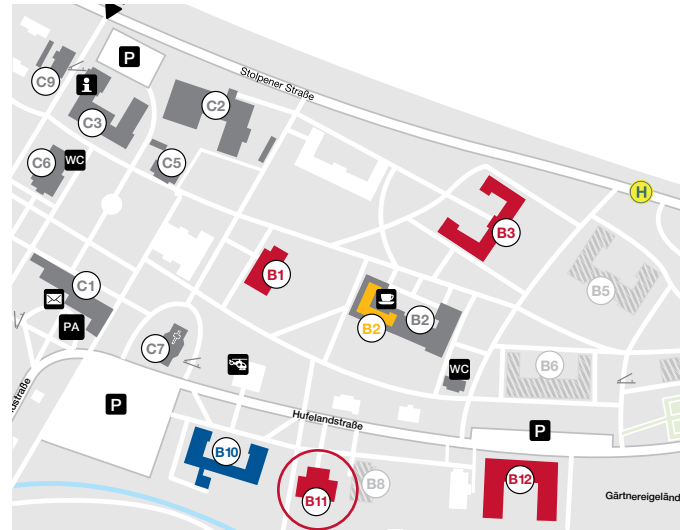 P
Stolpener Straße
C9
C3
C2
C6
WC
C5
H
B3
B1
B5
C1
PA
C7
B2
B2
WC
B6
P
Hufelandstraße
P
B10
B11
B8
B12
Gärtnereigeländ